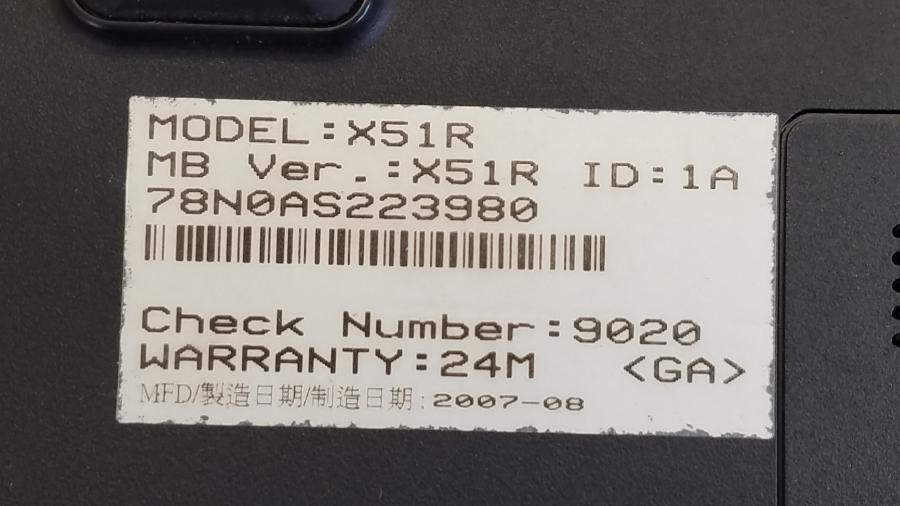 MODEL:X51R
MB Ver.:X51R ID:1A
78N0AS223980
Check Number:9020
WARRANTY:24M <GA>
MFD/製造日期/制造日期:2007-08